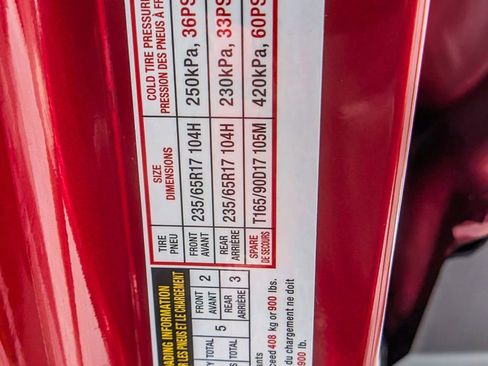 TIRE SIZE COLD TIRE PRESSURE
PNEU DIMENSIONS PRESSION DES PNEUS À FR
FRONT 235/65R17 104H 250kPa, 36PS
AVANT
REAR 235/65R17 104H 230kPa, 33PS
ARRIÈRE
SPARE T165/90D17 105M 420kPa, 60PS
DE SECOURS
ADING INFORMATION
R LES PNEUS ET LE CHARGEMENT
Y TOTAL 5 FRONT 2
AVANT
S TOTAL REAR 3
ARRIÈRE
ants
ceed 408 kg or 900 lbs.
du chargement ne doit
900 lb.